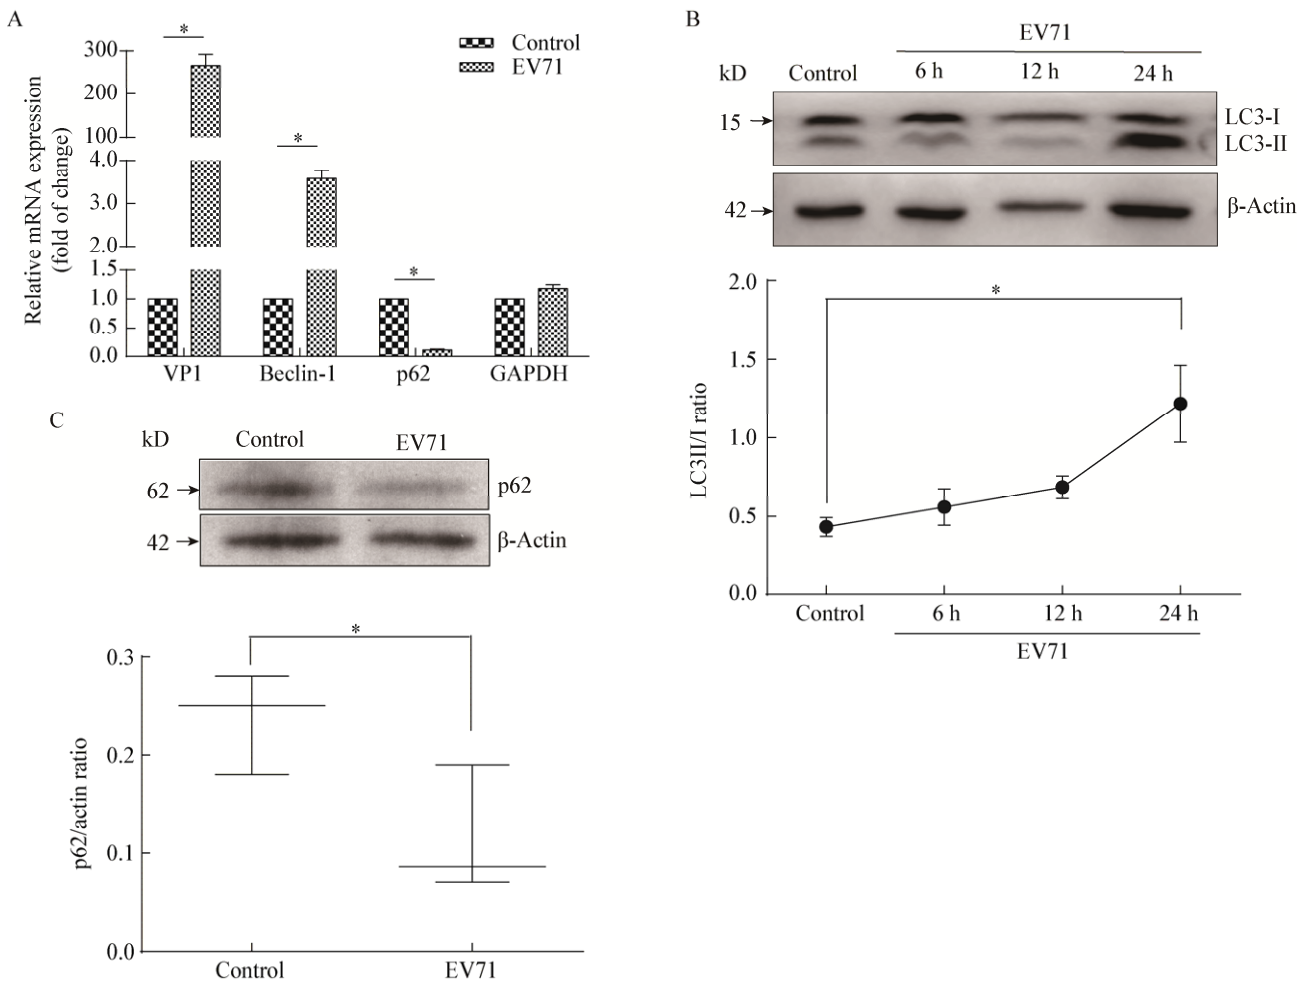 A
Relative mRNA expression
(fold of change)
300
200
100
4.0
3.0
2.0
1.5
1.0
0.5
0.0
*
*
*
Control
EV71
VP1 Beclin-1 p62 GAPDH
B
EV71
kD Control 6 h 12 h 24 h
15 LC3-I
LC3-II
42 β-Actin
LC3II/I ratio
2.0
1.5
1.0
0.5
0.0
*
Control 6 h 12 h 24 h
EV71
C
kD Control EV71
62 p62
42 β-Actin
p62/actin ratio
0.3
0.2
0.1
0.0
*
Control EV71